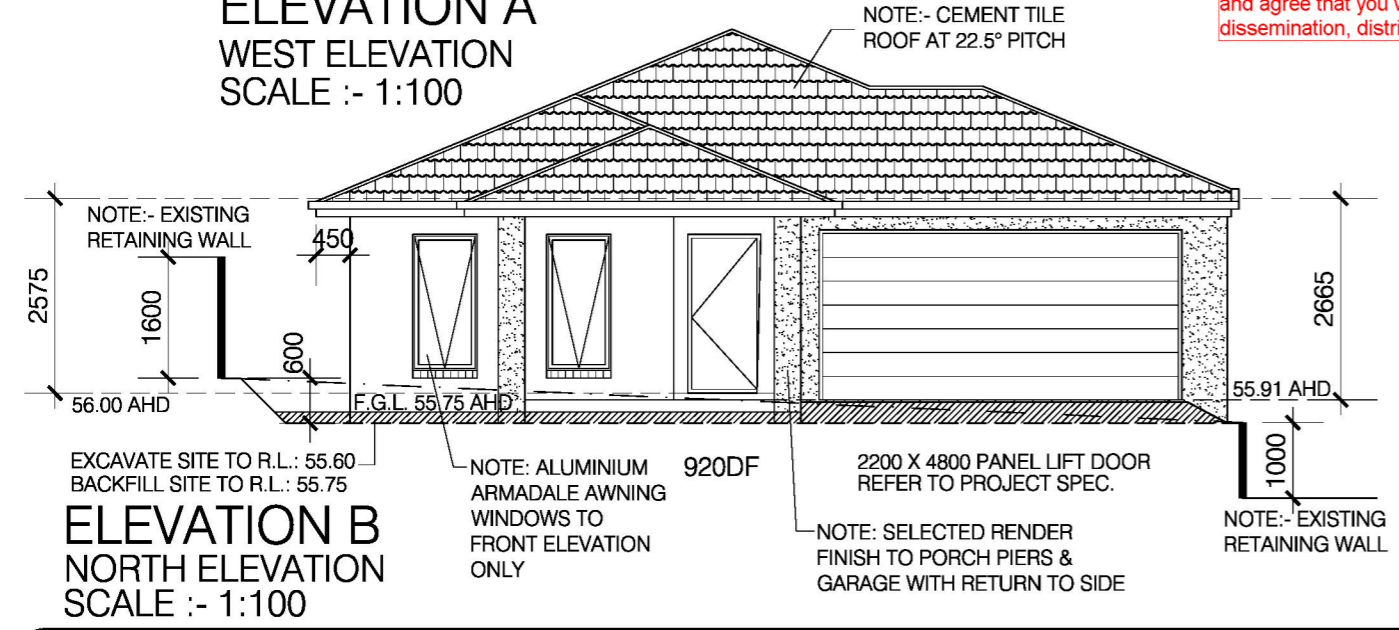 ELEVATION A
WEST ELEVATION
SCALE :- 1:100
NOTE:- CEMENT TILE
ROOF AT 22.5° PITCH
and agree that you
dissemination, distri
NOTE:- EXISTING
RETAINING WALL
450
2575
1600
600
2665
56.00 AHD
F.G.L. 55.75 AHD
55.91 AHD
1000
EXCAVATE SITE TO R.L.: 55.60
BACKFILL SITE TO R.L.: 55.75
NOTE: ALUMINIUM
ARMADALE AWNING
WINDOWS TO
FRONT ELEVATION
ONLY
920DF
2200 X 4800 PANEL LIFT DOOR
REFER TO PROJECT SPEC.
NOTE: SELECTED RENDER
FINISH TO PORCH PIERS &
GARAGE WITH RETURN TO SIDE
NOTE:- EXISTING
RETAINING WALL
ELEVATION B
NORTH ELEVATION
SCALE :- 1:100